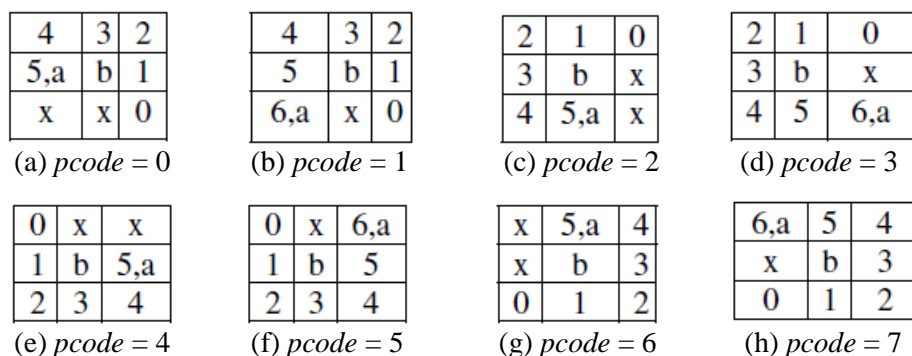 4 3 2 4 3 2 2 1 0 2 1 0
5,a b 1 5 b 1 3 b x 3 b x
x x 0 6,a x 0 4 5,a x 4 5 6,a
(a) pcode = 0 (b) pcode = 1 (c) pcode = 2 (d) pcode = 3
0 x x 0 x 6,a x 5,a 4 6,a 5 4
1 b 5,a 1 b 5 x b 3 x b 3
2 3 4 2 3 4 0 1 2 0 1 2
(e) pcode = 4 (f) pcode = 5 (g) pcode = 6 (h) pcode = 7